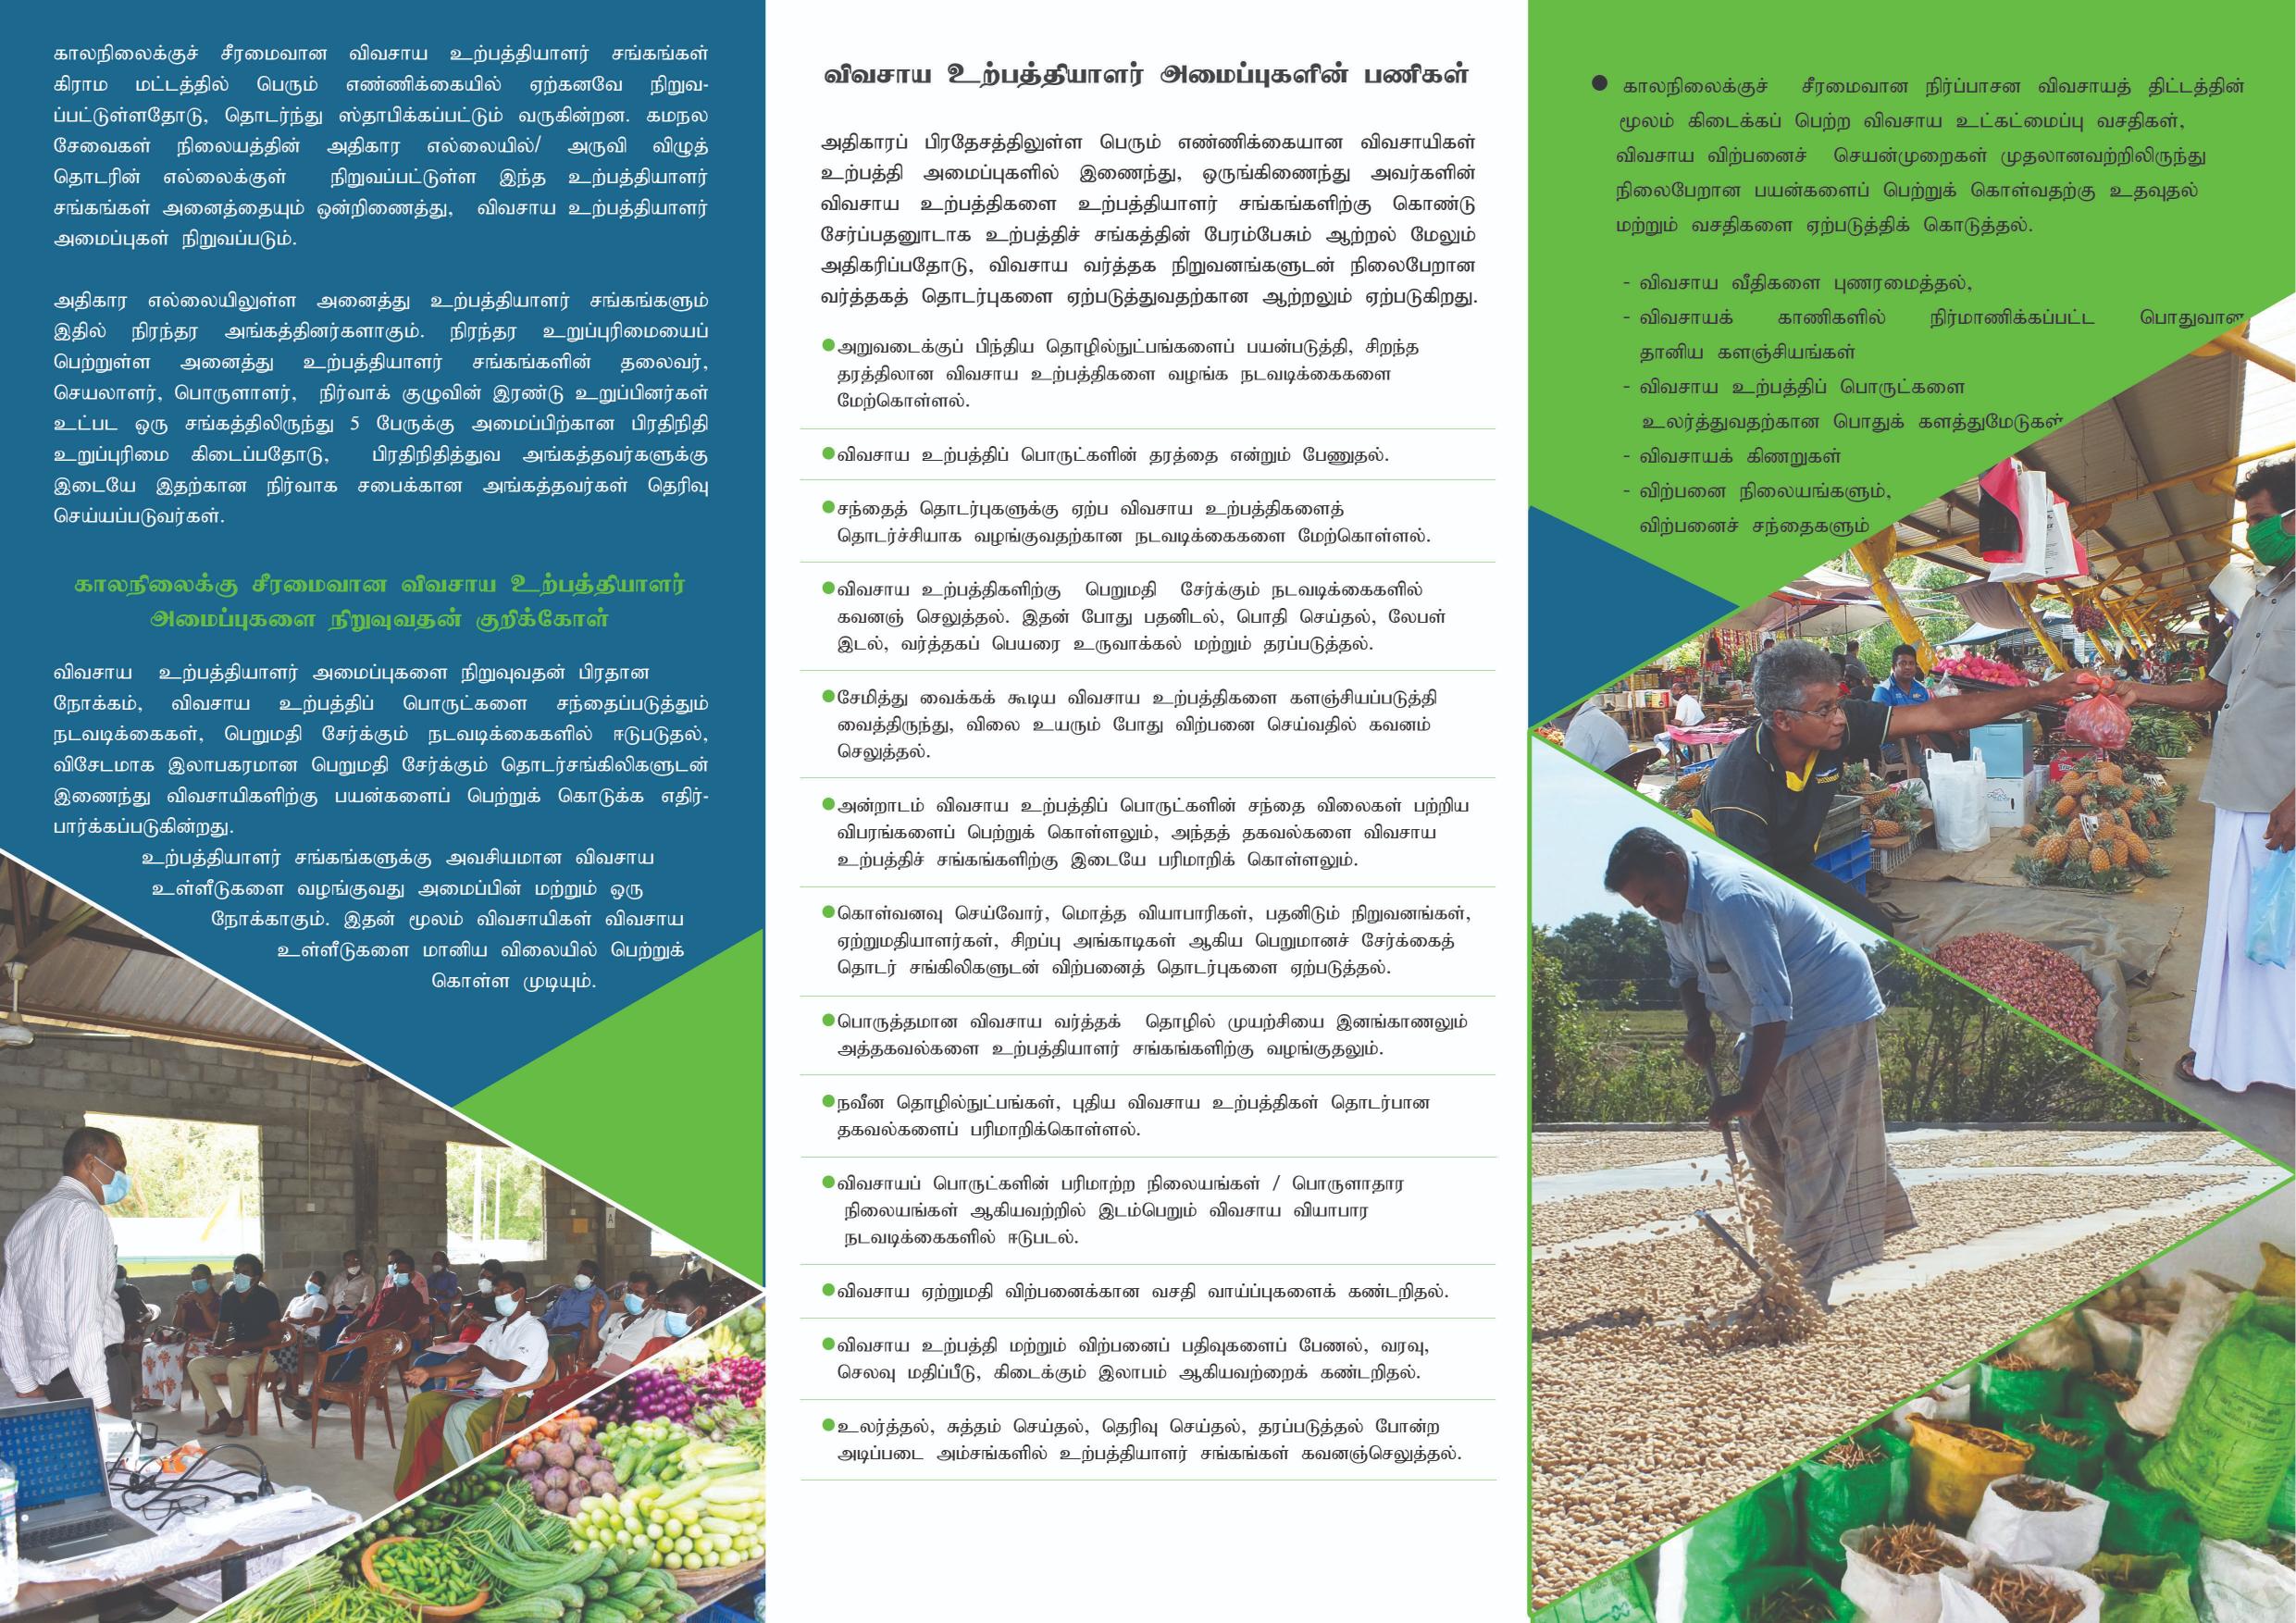 காலநிலைக்குச் சீரமைவான விவசாய உற்பத்தியாளர் சங்கங்கள்
கிராம மட்டத்தில் பெரும் எண்ணிக்கையில் ஏற்கனவே நிறுவ-
ப்பட்டுள்ளதோடு, தொடர்ந்து ஸ்தாபிக்கப்பட்டும் வருகின்றன. கமநல
சேவைகள் நிலையத்தின் அதிகார எல்லையில்/ அருவி விழுத்
தொடரின் எல்லைக்குள் நிறுவப்பட்டுள்ள இந்த உற்பத்தியாளர்
சங்கங்கள் அனைத்தையும் ஒன்றிணைத்து, விவசாய உற்பத்தியாளர்
அமைப்புகள் நிறுவப்படும்.
அதிகார எல்லையிலுள்ள அனைத்து உற்பத்தியாளர் சங்கங்களும்
இதில் நிரந்தர அங்கத்தினர்களாகும். நிரந்தர உறுப்புரிமையைப்
பெற்றுள்ள அனைத்து உற்பத்தியாளர் சங்கங்களின் தலைவர்,
செயலாளர், பொருளாளர், நிர்வாக் குழுவின் இரண்டு உறுப்பினர்கள்
உட்பட ஒரு சங்கத்திலிருந்து 5 பேருக்கு அமைப்பிற்கான பிரதிநிதி
உறுப்புரிமை கிடைப்பதோடு, பிரதிநிதித்துவ அங்கத்தவர்களுக்கு
இடையே இதற்கான நிர்வாக சபைக்கான அங்கத்தவர்கள் தெரிவு
செய்யப்படுவர்கள்.
காலநிலைக்கு சீரமைவான விவசாய உற்பத்தியாளர்
அமைப்புகளை நிறுவுவதன் குறிக்கோள்
விவசாய உற்பத்தியாளர் அமைப்புகளை நிறுவுவதன் பிரதான
நோக்கம், விவசாய உற்பத்திப் பொருட்களை சந்தைப்படுத்தும்
நடவடிக்கைகள், பெறுமதி சேர்க்கும் நடவடிக்கைகளில் ஈடுபடுதல்,
விசேடமாக இலாபகரமான பெறுமதி சேர்க்கும் தொடர்சங்கிலிகளுடன்
இணைந்து விவசாயிகளிற்கு பயன்களைப் பெற்றுக் கொடுக்க எதிர்-
பார்க்கப்படுகின்றது.
உற்பத்தியாளர் சங்கங்களுக்கு அவசியமான விவசாய
உள்ளீடுகளை வழங்குவது அமைப்பின் மற்றும் ஒரு
நோக்காகும். இதன் மூலம் விவசாயிகள் விவசாய
உள்ளீடுகளை மானிய விலையில் பெற்றுக்
கொள்ள முடியும்.
விவசாய உற்பத்தியாளர் அமைப்புகளின் பணிகள்
அதிகாரப் பிரதேசத்திலுள்ள பெரும் எண்ணிக்கையான விவசாயிகள்
உற்பத்தி அமைப்புகளில் இணைந்து, ஒருங்கிணைந்து அவர்களின்
விவசாய உற்பத்திகளை உற்பத்தியாளர் சங்கங்களிற்கு கொண்டு
சேர்ப்பதனூடாக உற்பத்திச் சங்கத்தின் பேரம்பேசும் ஆற்றல் மேலும்
அதிகரிப்பதோடு, விவசாய வர்த்தக நிறுவனங்களுடன் நிலைபேறான
வர்த்தகத் தொடர்புகளை ஏற்படுத்துவதற்கான ஆற்றலும் ஏற்படுகிறது.
●அறுவடைக்குப் பிந்திய தொழில்நுட்பங்களைப் பயன்படுத்தி, சிறந்த
தரத்திலான விவசாய உற்பத்திகளை வழங்க நடவடிக்கைகளை
மேற்கொள்ளல்.
●விவசாய உற்பத்திப் பொருட்களின் தரத்தை என்றும் பேணுதல்.
●சந்தைத் தொடர்புகளுக்கு ஏற்ப விவசாய உற்பத்திகளைத்
தொடர்ச்சியாக வழங்குவதற்கான நடவடிக்கைகளை மேற்கொள்ளல்.
●விவசாய உற்பத்திகளிற்கு பெறுமதி சேர்க்கும் நடவடிக்கைகளில்
கவனஞ் செலுத்தல். இதன் போது பதனிடல், பொதி செய்தல், லேபள்
இடல், வர்த்தகப் பெயரை உருவாக்கல் மற்றும் தரப்படுத்தல்.
●சேமித்து வைக்கக் கூடிய விவசாய உற்பத்திகளை களஞ்சியப்படுத்தி
வைத்திருந்து, விலை உயரும் போது விற்பனை செய்வதில் கவனம்
செலுத்தல்.
●அன்றாடம் விவசாய உற்பத்திப் பொருட்களின் சந்தை விலைகள் பற்றிய
விபரங்களைப் பெற்றுக் கொள்ளலும், அந்தத் தகவல்களை விவசாய
உற்பத்திச் சங்கங்களிற்கு இடையே பரிமாறிக் கொள்ளலும்.
●கொள்வனவு செய்வோர், மொத்த வியாபாரிகள், பதனிடும் நிறுவனங்கள்,
ஏற்றுமதியாளர்கள், சிறப்பு அங்காடிகள் ஆகிய பெறுமானச் சேர்க்கைத்
தொடர் சங்கிலிகளுடன் விற்பனைத் தொடர்புகளை ஏற்படுத்தல்.
●பொருத்தமான விவசாய வர்த்தக் தொழில் முயற்சியை இனங்காணலும்
அத்தகவல்களை உற்பத்தியாளர் சங்கங்களிற்கு வழங்குதலும்.
●நவீன தொழில்நுட்பங்கள், புதிய விவசாய உற்பத்திகள் தொடர்பான
தகவல்களைப் பரிமாறிக்கொள்ளல்.
●விவசாயப் பொருட்களின் பரிமாற்ற நிலையங்கள் / பொருளாதார
நிலையங்கள் ஆகியவற்றில் இடம்பெறும் விவசாய வியாபார
நடவடிக்கைகளில் ஈடுபடல்.
●விவசாய ஏற்றுமதி விற்பனைக்கான வசதி வாய்ப்புகளைக் கண்டறிதல்.
●விவசாய உற்பத்தி மற்றும் விற்பனைப் பதிவுகளைப் பேணல், வரவு,
செலவு மதிப்பீடு, கிடைக்கும் இலாபம் ஆகியவற்றைக் கண்டறிதல்.
●உலர்த்தல், சுத்தம் செய்தல், தெரிவு செய்தல், தரப்படுத்தல் போன்ற
அடிப்படை அம்சங்களில் உற்பத்தியாளர் சங்கங்கள் கவனஞ்செலுத்தல்.
● காலநிலைக்குச் சீரமைவான நிர்ப்பாசன விவசாயத் திட்டத்தின்
மூலம் கிடைக்கப் பெற்ற விவசாய உட்கட்மைப்பு வசதிகள்,
விவசாய விற்பனைச் செயன்முறைகள் முதலானவற்றிலிருந்து
நிலைபேறான பயன்களைப் பெற்றுக் கொள்வதற்கு உதவுதல்
மற்றும் வசதிகளை ஏற்படுத்திக் கொடுத்தல்.
- விவசாய வீதிகளை புணரமைத்தல்,
- விவசாயக் காணிகளில் நிர்மாணிக்கப்பட்ட பொதுவான
தானிய களஞ்சியங்கள்
- விவசாய உற்பத்திப் பொருட்களை
உலர்த்துவதற்கான பொதுக் களத்துமேடுகள்
- விவசாயக் கிணறுகள்
- விற்பனை நிலையங்களும்,
விற்பனைச் சந்தைகளும்